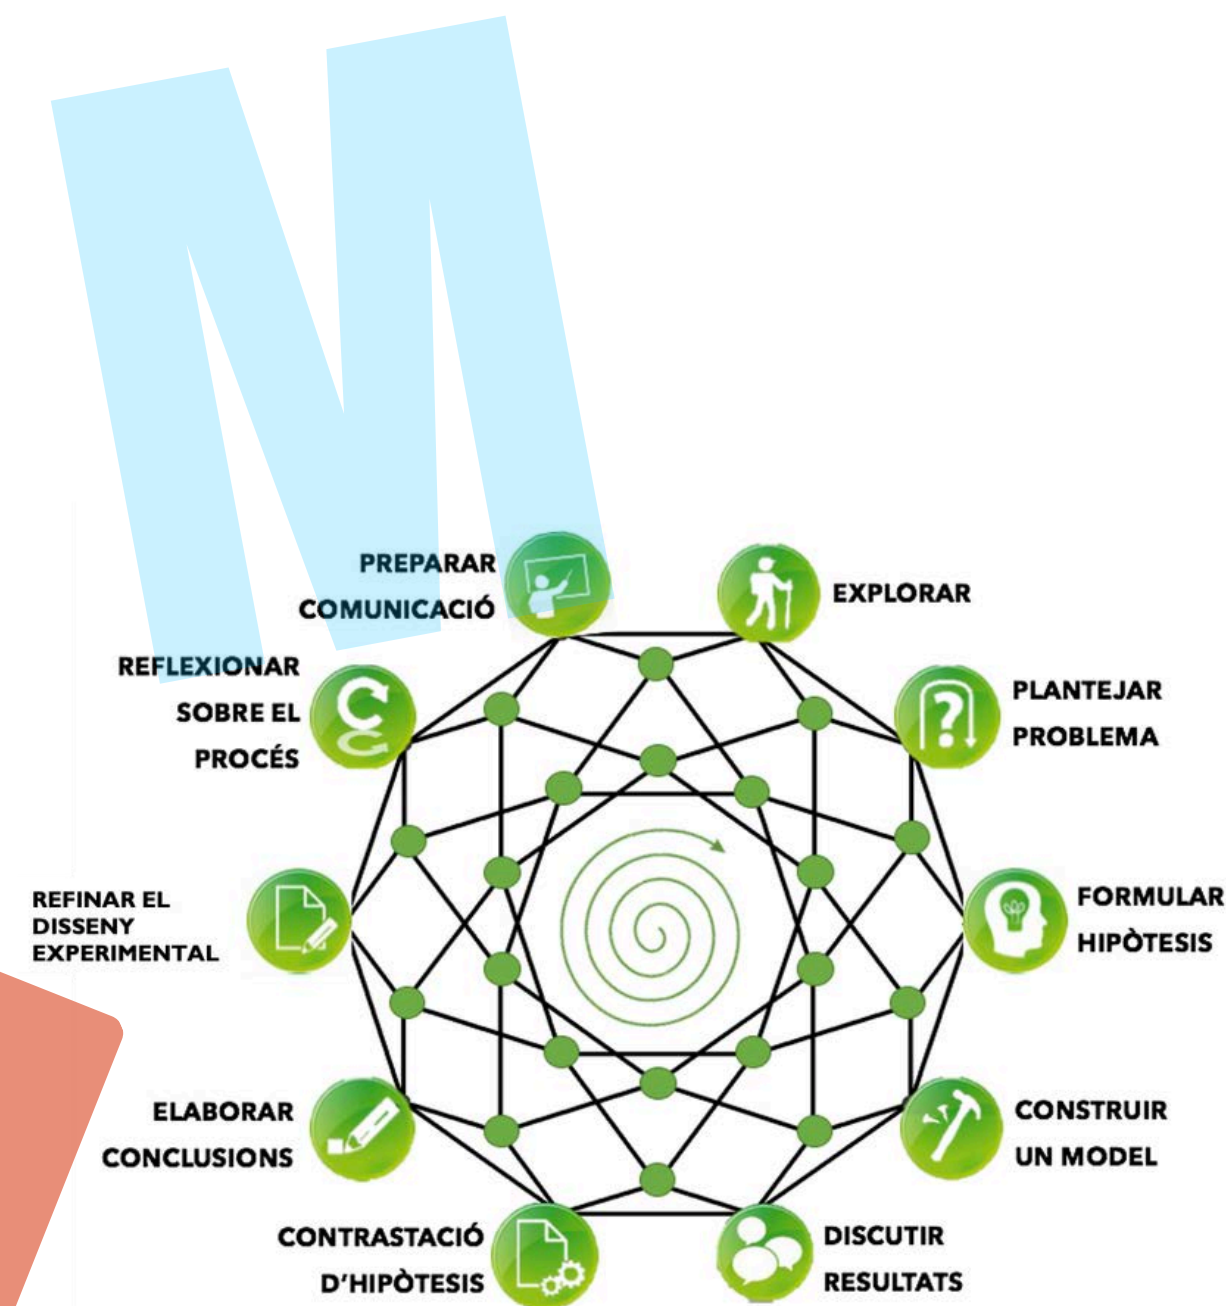 M
PREPARAR
COMUNICACIÓ
EXPLORAR
REFLEXIONAR
SOBRE EL
PROCÉS
PLANTEJAR
PROBLEMA
?
REFINAR EL
DISSENY
EXPERIMENTAL
FORMULAR
HIPÒTESIS
ELABORAR
CONCLUSIONS
CONSTRUIR
UN MODEL
CONTRASTACIÓ
D'HIPÒTESIS
DISCUTIR
RESULTATS